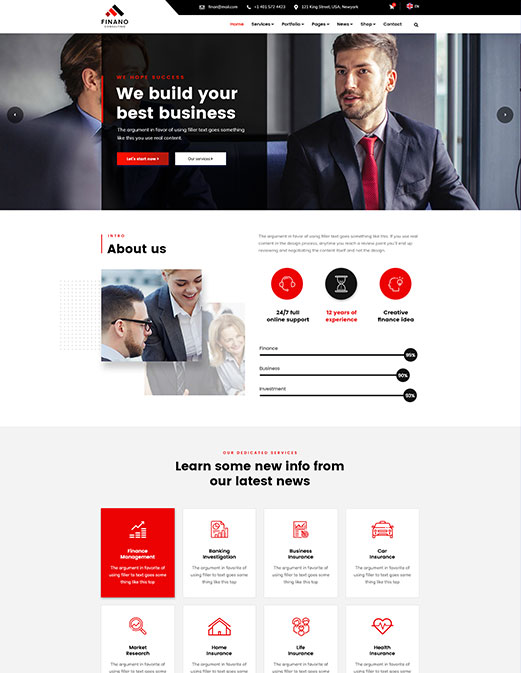 finan@mail.com +1 401 572 4423 121 King Street, USA, Newyork EN
FINANO
CONSULTING
Home Services Portfolio Pages News Shop Contact
WE HOPE SUCCESS
We build your
best business
The argument in favor of using filler text goes something
like this you use real content.
Let's start now Our services
INTRO
About us
The argument in favor of using filler text goes something like this. If you use real
content in the design process, anytime you reach a review point you'll end up
reviewing and negotiating the content itself and not the design.
24/7 full
online support
12 years of
experience
Creative
finance idea
Finance
Business
90%
Investment
OUR DEDICATED SERVICES
Learn some new info from
our latest news
Finance
Management
The argument in favorite of
using filler to text goes some
thing like this top
Banking
Investigation
The argument in favorite of
using filler to text goes some
thing like this top
Business
Insurance
The argument in favorite of
using filler to text goes some
thing like this top
Car
Insurance
The argument in favorite of
using filler to text goes some
thing like this top
Market
Research
The argument in favorite of
using filler to text goes some
Home
Insurance
The argument in favorite of
using filler to text goes some
Life
Insurance
The argument in favorite of
using filler to text goes some
Health
Insurance
The argument in favorite of
using filler to text goes some